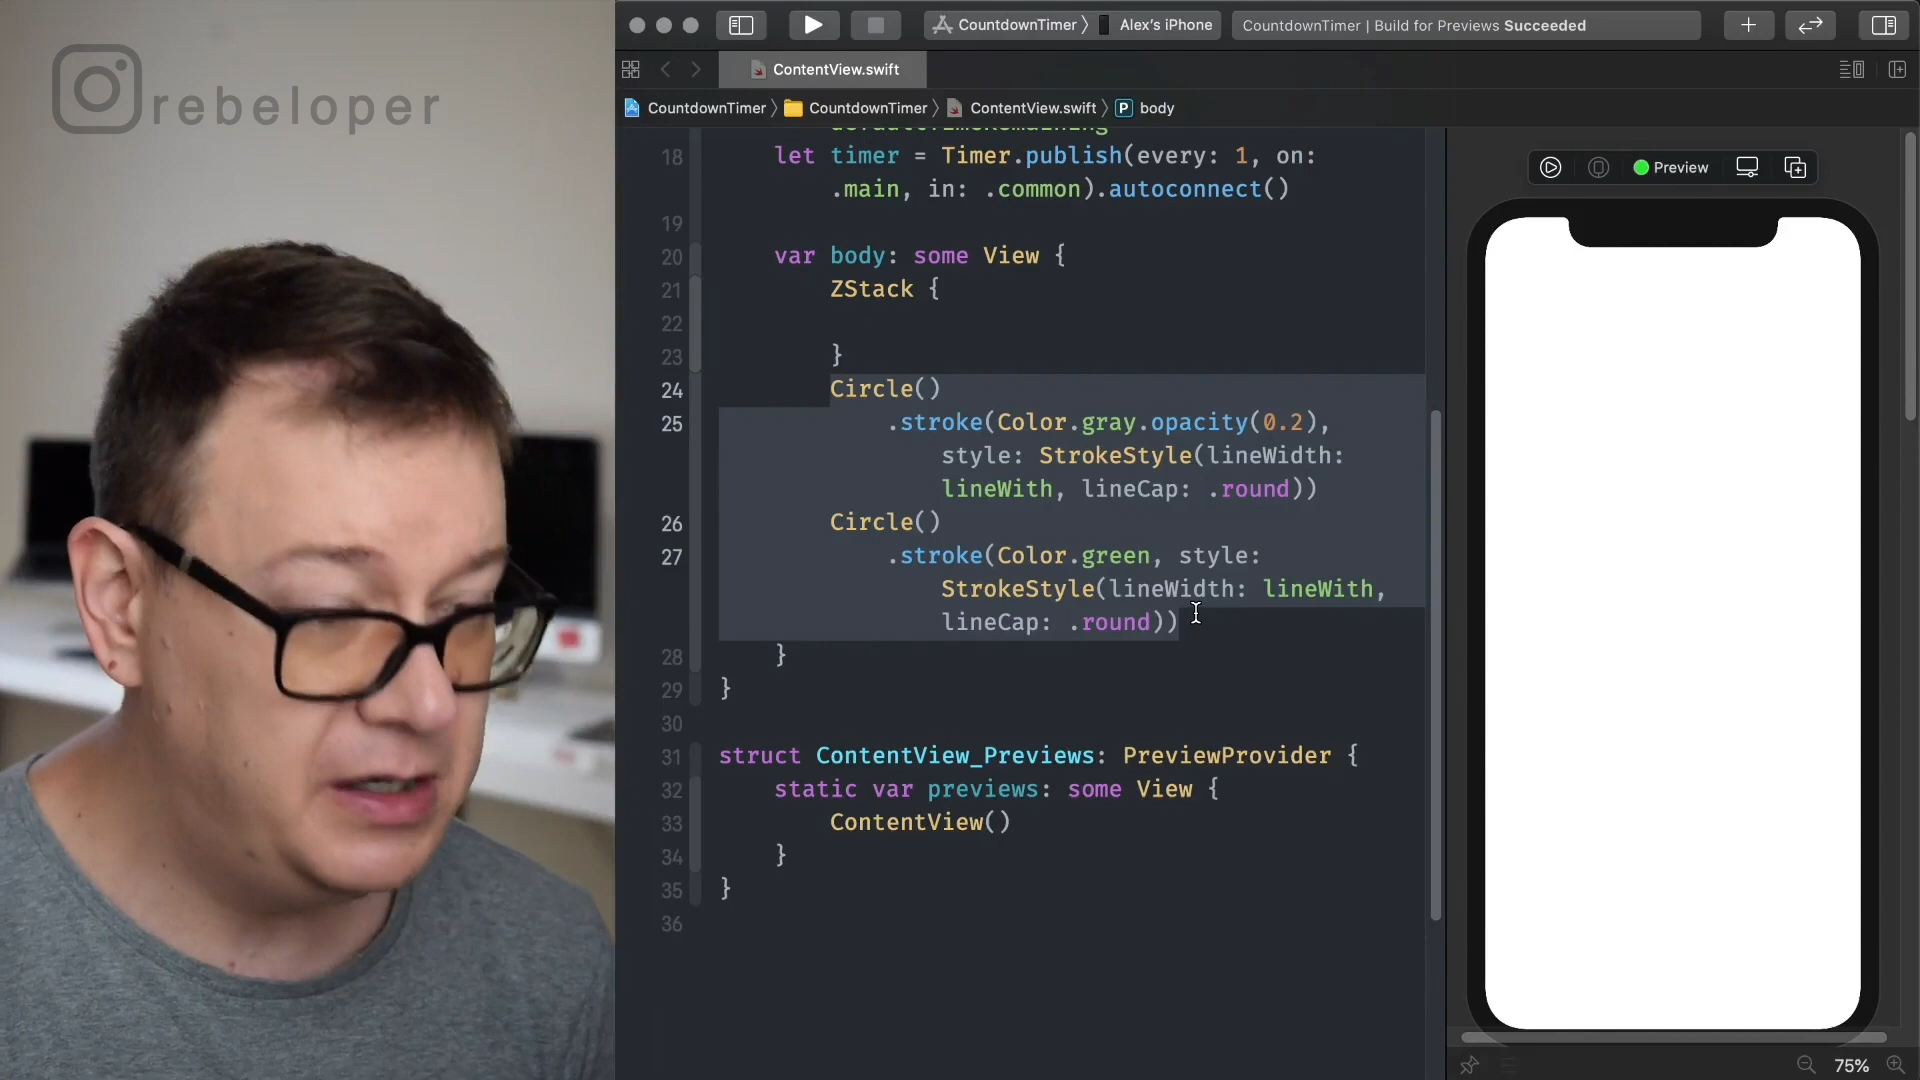 rebeloper
CountdownTimer
Alex's iPhone
CountdownTimer | Build for Previews Succeeded
ContentView.swift
CountdownTimer
CountdownTimer
ContentView.swift
P
body
defaultTimeRemaining
18 let timer = Timer.publish(every: 1, on:
.main, in: .common).autoconnect()
19
20 var body: some View {
21 ZStack {
22
23 }
24 Circle()
25 .stroke(Color.gray.opacity(0.2),
style: StrokeStyle(lineWidth:
lineWith, lineCap: .round))
26 Circle()
27 .stroke(Color.green, style:
StrokeStyle(lineWidth: lineWith,
lineCap: .round))
28 }
29 }
30
31 struct ContentView_Previews: PreviewProvider {
32 static var previews: some View {
33 ContentView()
34 }
35 }
36
Preview
75%